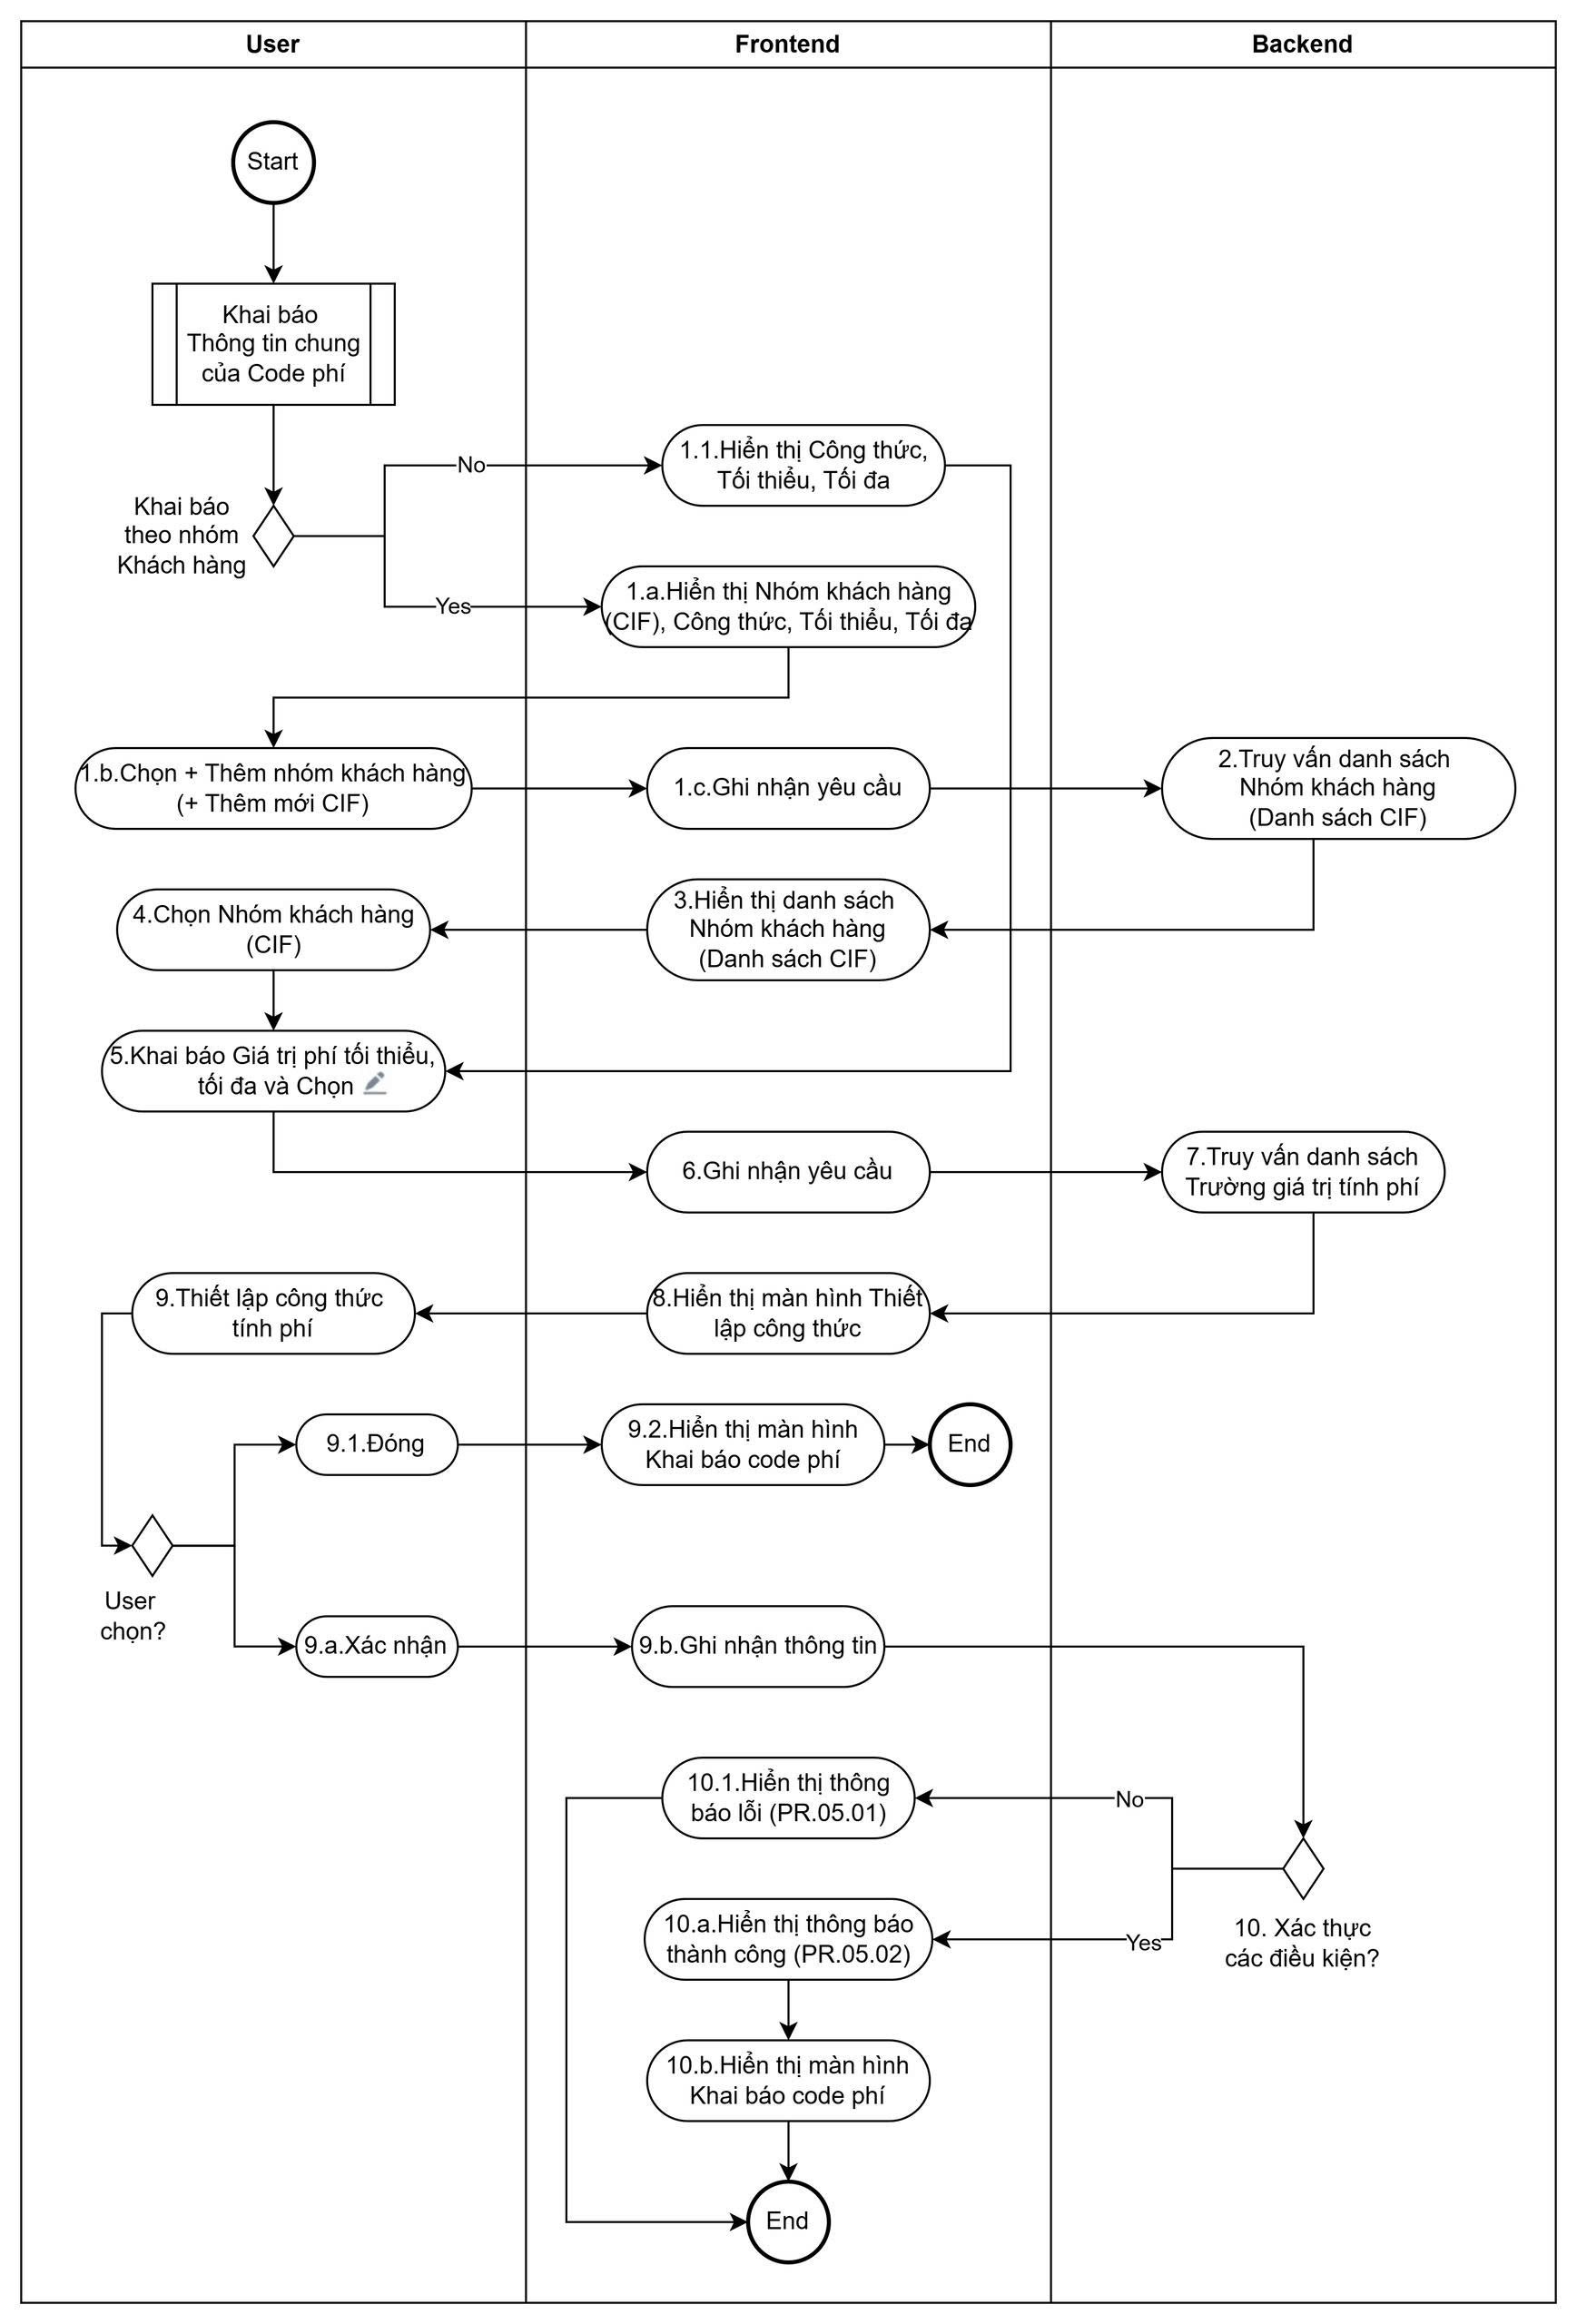 User
Frontend
Backend
Start
Khai báo
Thông tin chung
của Code phí
Khai báo
theo nhóm
Khách hàng
No
1.1.Hiển thị Công thức,
Tối thiểu, Tối đa
Yes
1.a.Hiển thị Nhóm khách hàng
(CIF), Công thức, Tối thiểu, Tối đa
1.b.Chọn + Thêm nhóm khách hàng
(+ Thêm mới CIF)
1.c.Ghi nhận yêu cầu
2.Truy vấn danh sách
Nhóm khách hàng
(Danh sách CIF)
4.Chọn Nhóm khách hàng
(CIF)
3.Hiển thị danh sách
Nhóm khách hàng
(Danh sách CIF)
5.Khai báo Giá trị phí tối thiểu,
tối đa và Chọn
6.Ghi nhận yêu cầu
7.Truy vấn danh sách
Trường giá trị tính phí
9.Thiết lập công thức
tính phí
8.Hiển thị màn hình Thiết
lập công thức
9.1.Đóng
9.2.Hiển thị màn hình
Khai báo code phí
End
User
chọn?
9.a.Xác nhận
9.b.Ghi nhận thông tin
10.1.Hiển thị thông
báo lỗi (PR.05.01)
No
10.a.Hiển thị thông báo
thành công (PR.05.02)
Yes
10. Xác thực
các điều kiện?
10.b.Hiển thị màn hình
Khai báo code phí
End